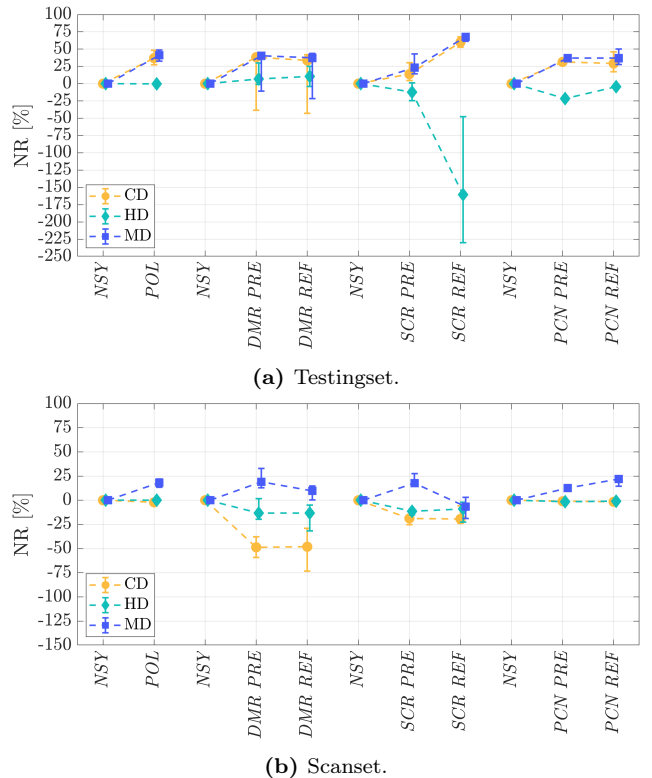 100
75
50
25
0
-25
-50
-75
-100
-125
-150
-175
-200
-225
-250
NR [%]
CD
HD
MD
NSY
POL
NSY
DMR PRE
DMR REF
NSY
SCR PRE
SCR REF
NSY
PCN PRE
PCN REF
(a) Testingset.
100
75
50
25
0
-25
-50
-75
-100
-125
-150
NR [%]
CD
HD
MD
NSY
POL
NSY
DMR PRE
DMR REF
NSY
SCR PRE
SCR REF
NSY
PCN PRE
PCN REF
(b) Scanset.